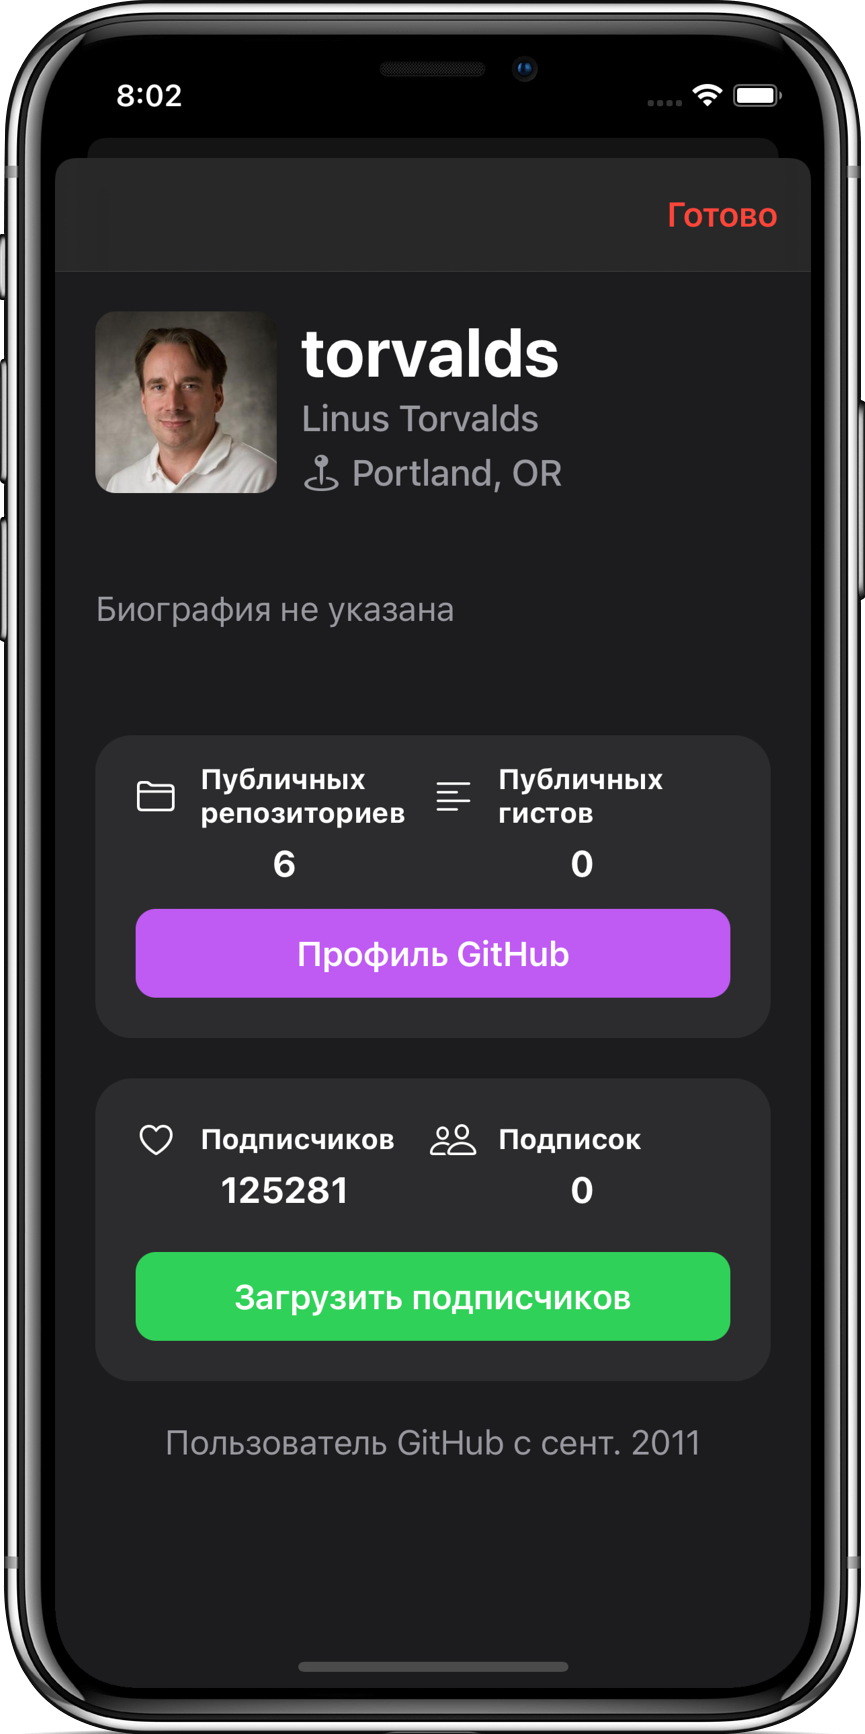 8:02
Готово
torvalds
Linus Torvalds
Portland, OR
Биография не указана
Публичных
репозиториев
6
Публичных
гистов
0
Профиль GitHub
Подписчиков
125281
Подписок
0
Загрузить подписчиков
Пользователь GitHub с сент. 2011